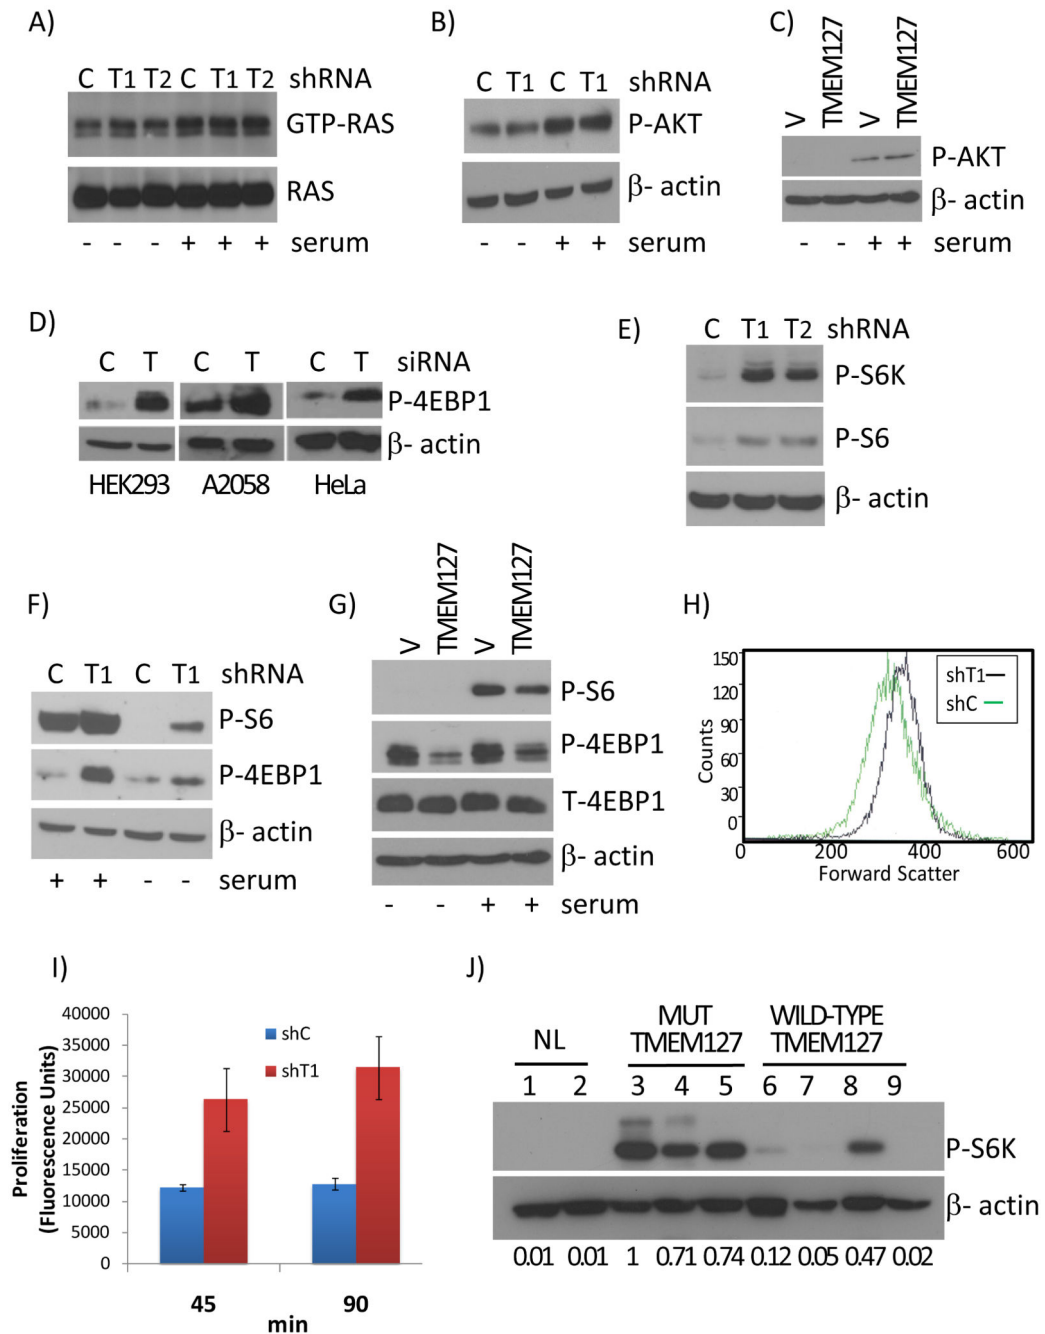 A)
C T1 T2 C T1 T2 shRNA
GTP-RAS
RAS
- - - + + + serum
B)
C T1 C T1 shRNA
P-AKT
β- actin
- - + + serum
C)
V TMEM127 V TMEM127
P-AKT
β- actin
- - + + serum
D)
C T C T C T siRNA
P-4EBP1
β- actin
HEK293 A2058 HeLa
E)
C T1 T2 shRNA
P-S6K
P-S6
β- actin
F)
C T1 C T1 shRNA
P-S6
P-4EBP1
β- actin
+ + - - serum
G)
V TMEM127 V TMEM127
P-S6
P-4EBP1
T-4EBP1
β- actin
- - + + serum
H)
150
120
90
60
30
0
Counts
shT1
shC
0 200 400 600
Forward Scatter
I)
40000
35000
30000
25000
20000
15000
10000
5000
0
Proliferation
(Fluorescence Units)
shC
shT1
45 90
min
J)
NL
MUT
TMEM127
WILD-TYPE
TMEM127
1 2 3 4 5 6 7 8 9
P-S6K
β- actin
0.01 0.01 1 0.71 0.74 0.12 0.05 0.47 0.02